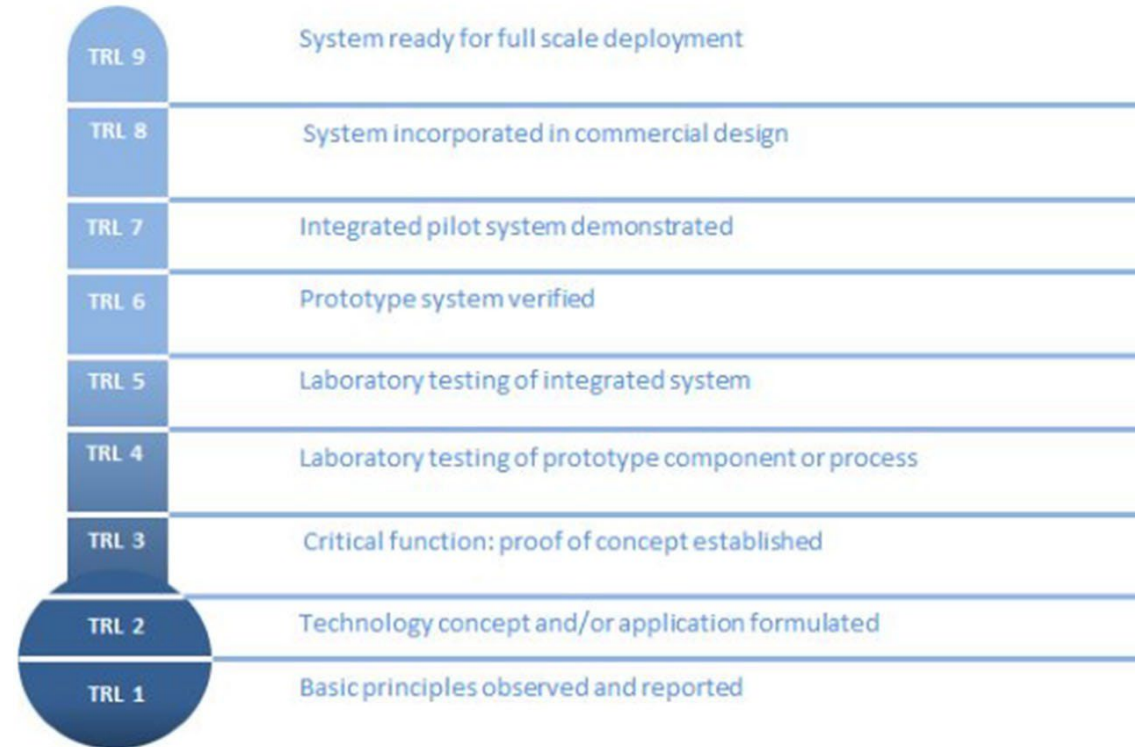 TRL 9 System ready for full scale deployment
TRL 8 System incorporated in commercial design
TRL 7 Integrated pilot system demonstrated
TRL 6 Prototype system verified
TRL 5 Laboratory testing of integrated system
TRL 4 Laboratory testing of prototype component or process
TRL 3 Critical function: proof of concept established
TRL 2 Technology concept and/or application formulated
TRL 1 Basic principles observed and reported